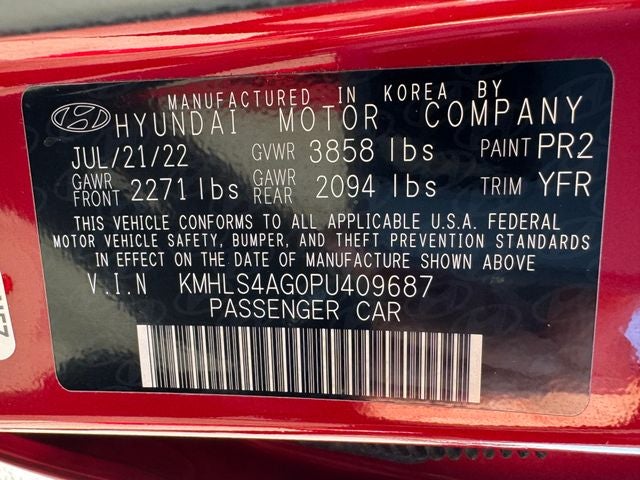 MANUFACTURED IN KOREA BY
HYUNDAI MOTOR COMPANY
JUL/21/22 GVWR 3858 lbs PAINT PR2
GAWR FRONT 2271 lbs GAWR REAR 2094 lbs TRIM YFR
THIS VEHICLE CONFORMS TO ALL APPLICABLE U.S.A. FEDERAL
MOTOR VEHICLE SAFETY, BUMPER, AND THEFT PREVENTION STANDARDS
IN EFFECT ON THE DATE OF MANUFACTURE SHOWN ABOVE
V.I.N KMHLS4AG0PU409687
PASSENGER CAR